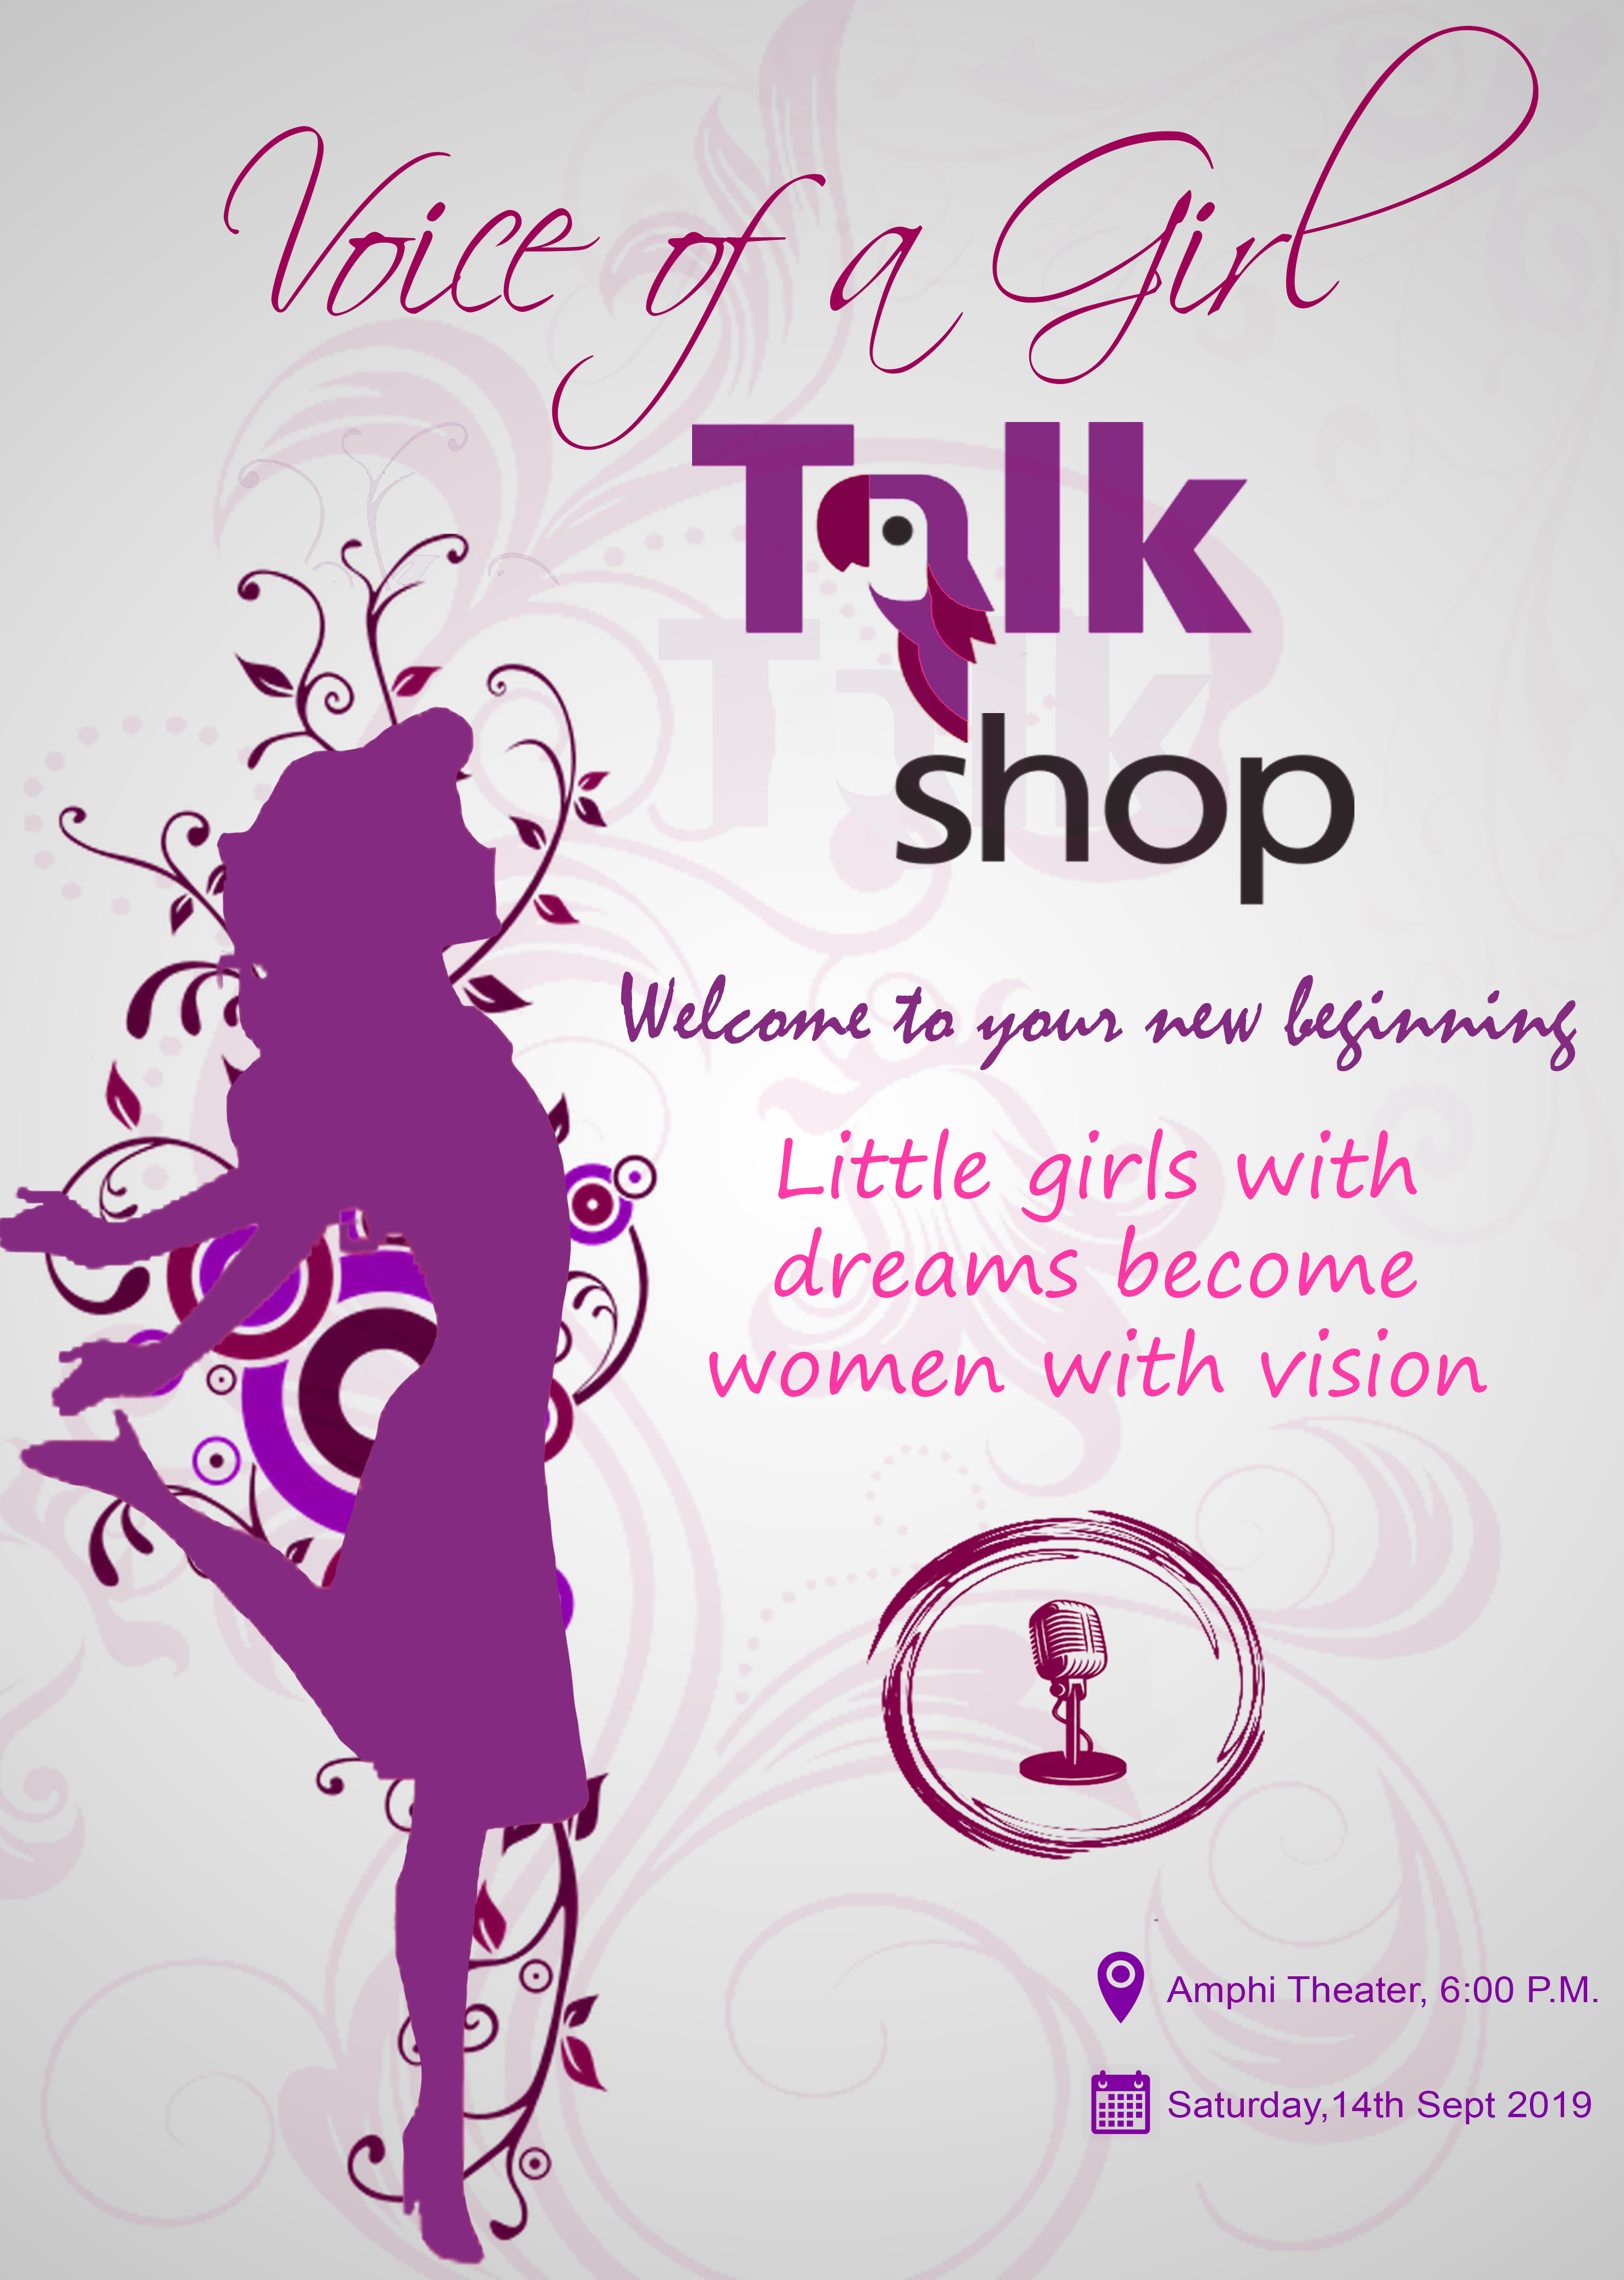 Voice of a Girl
Talk
shop
Welcome to your new beginning
Little girls with
dreams become
women with vision
Amphi Theater, 6:00 P.M.
Saturday,14th Sept 2019